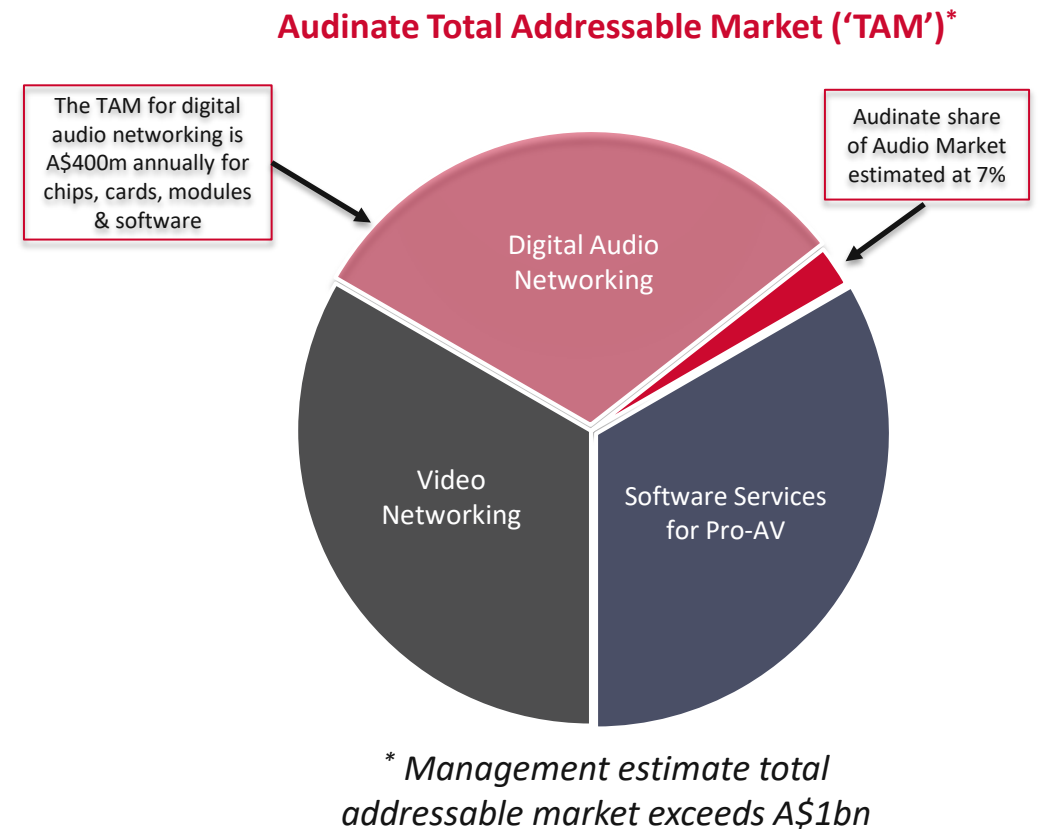 Audinate Total Addressable Market (‘TAM’)*
The TAM for digital
audio networking is
A$400m annually for
chips, cards, modules
& software
Audinate share
of Audio Market
estimated at 7%
Digital Audio
Networking
Video
Networking
Software Services
for Pro-AV
* Management estimate total
addressable market exceeds A$1bn